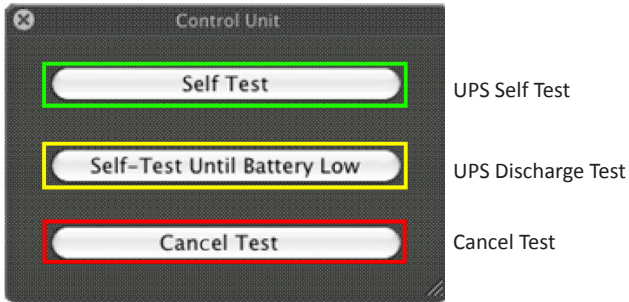 Control Unit
Self Test
UPS Self Test
Self-Test Until Battery Low
UPS Discharge Test
Cancel Test
Cancel Test